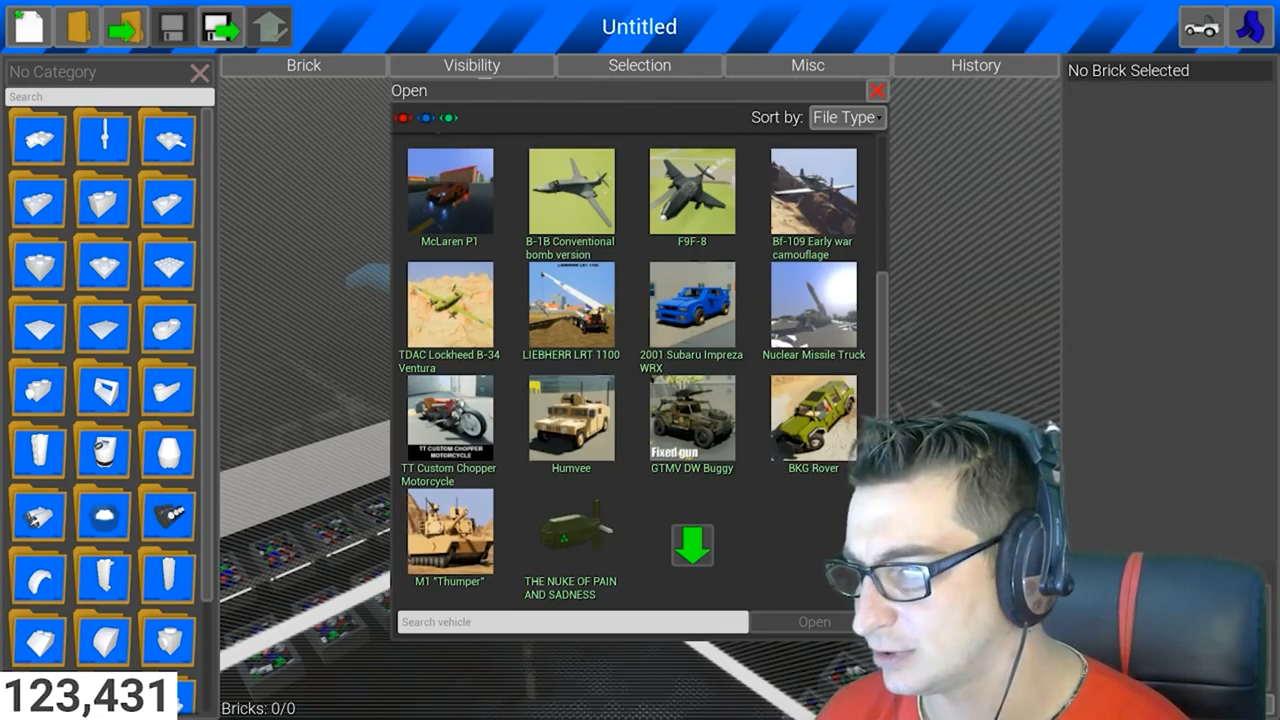 Untitled
No Category
Search
Brick
Visibility
Selection
Misc
History
No Brick Selected
Open
Sort by:
File Type
McLaren P1
B-1B Conventional
bomb version
F9F-8
Bf-109 Early war
camouflage
TDAC Lockheed B-34
Ventura
LIEBHERR LRT 1100
LIEBHERR LRT 1100
2001 Subaru Impreza
WRX
Nuclear Missile Truck
TT CUSTOM CHOPPER
MOTORCYCLE
TT Custom Chopper
Motorcycle
Humvee
Fixed gun
GTMV DW Buggy
BKG Rover
M1 "Thumper"
THE NUKE OF PAIN
AND SADNESS
Search vehicle
Open
123,431
Bricks: 0/0